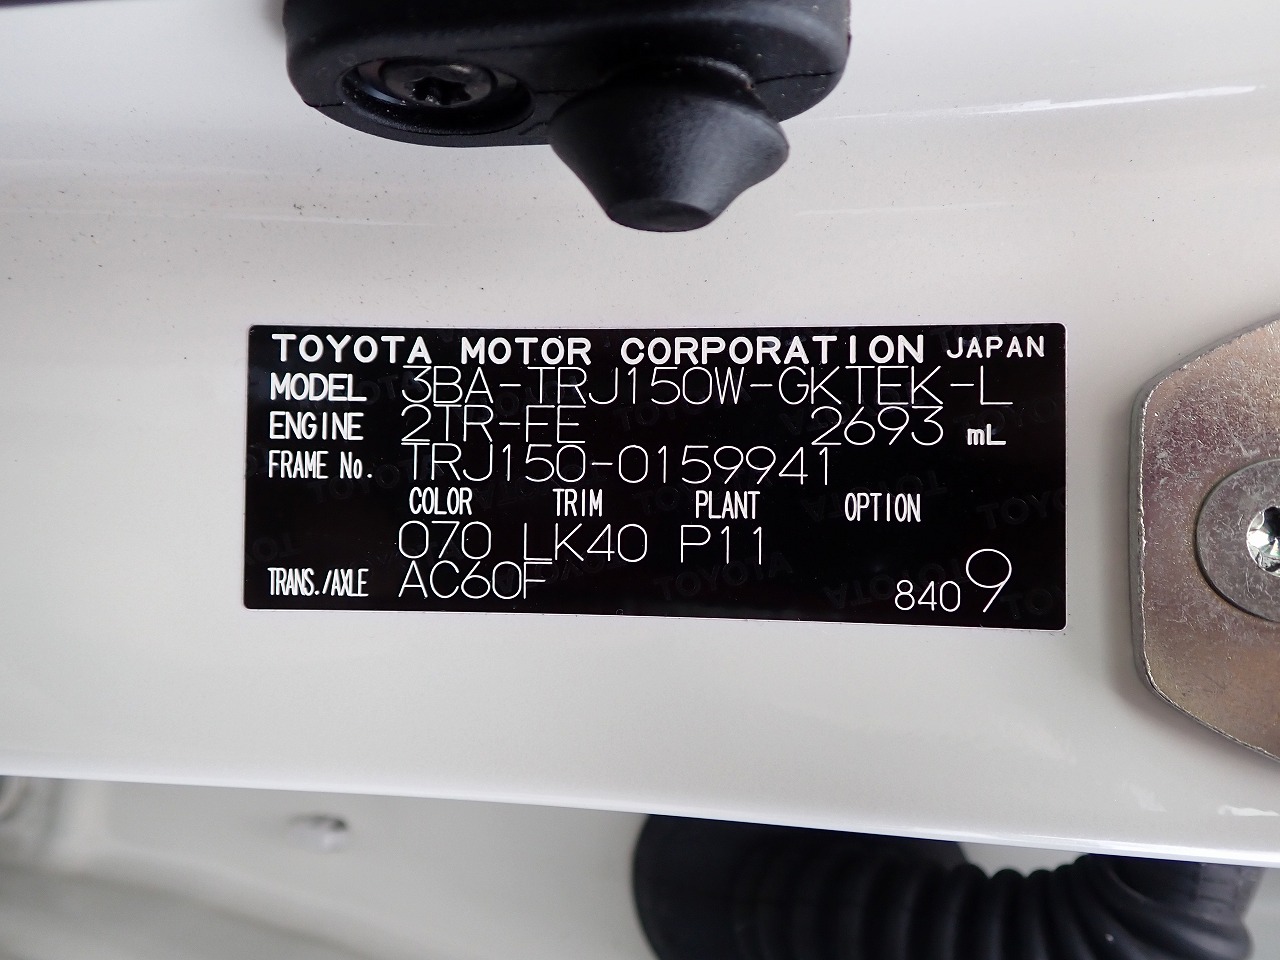 TOYOTA MOTOR CORPORATION JAPAN
MODEL 3BA-TRJ150W-GKTEK-L
ENGINE 2TR-FE 2693 mL
FRAME No. TRJ150-0159941
COLOR TRIM PLANT OPTION
070 LK40 P11
TRANS./AXLE AC60F 8409